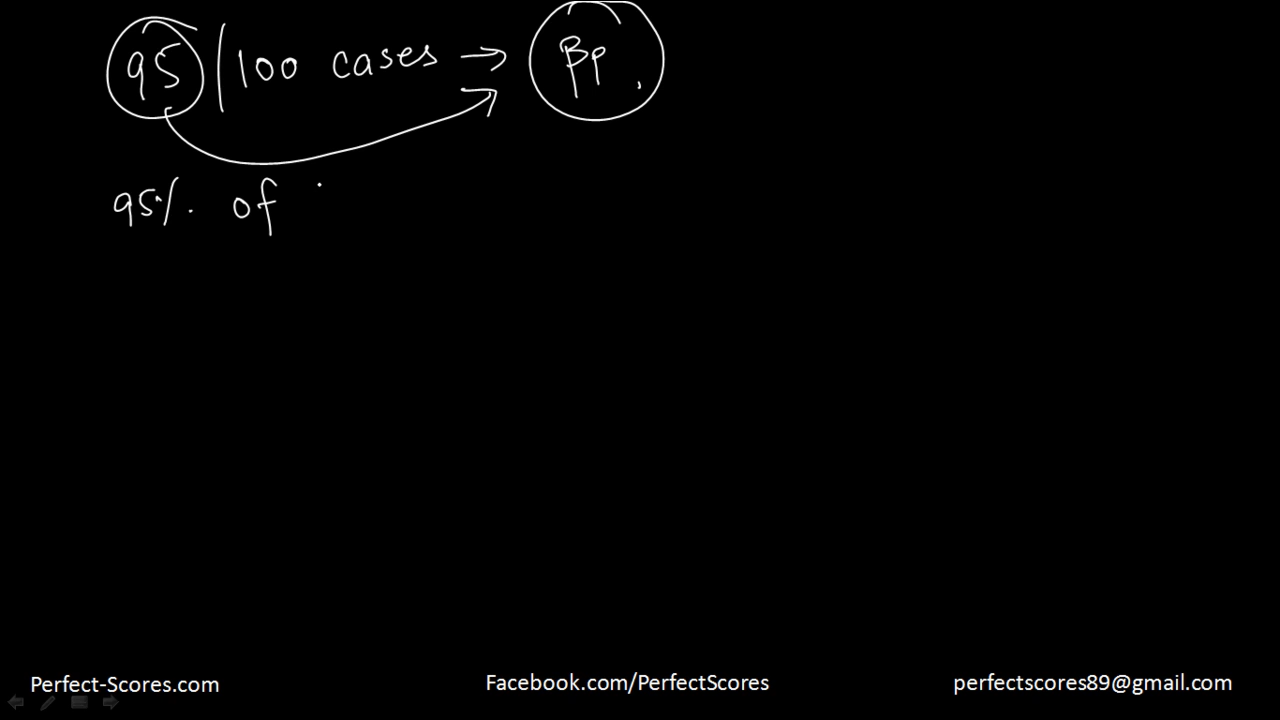 95 | 100 cases → Bp.
95% of
Perfect-Scores.com
Facebook.com/PerfectScores
perfectscores89@gmail.com